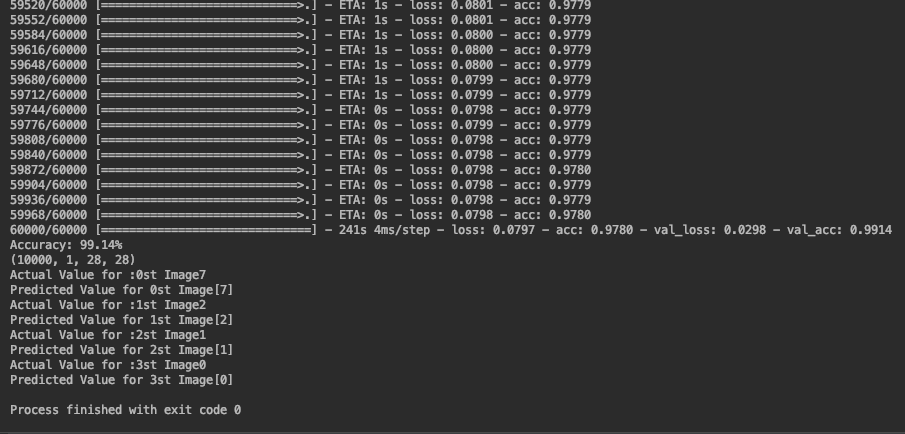 59520/60000 [============================>.] - ETA: 1s - loss: 0.0801 - acc: 0.9779
59552/60000 [============================>.] - ETA: 1s - loss: 0.0801 - acc: 0.9779
59584/60000 [============================>.] - ETA: 1s - loss: 0.0800 - acc: 0.9779
59616/60000 [============================>.] - ETA: 1s - loss: 0.0800 - acc: 0.9779
59648/60000 [============================>.] - ETA: 1s - loss: 0.0800 - acc: 0.9779
59680/60000 [============================>.] - ETA: 1s - loss: 0.0799 - acc: 0.9779
59712/60000 [============================>.] - ETA: 1s - loss: 0.0799 - acc: 0.9779
59744/60000 [============================>.] - ETA: 0s - loss: 0.0798 - acc: 0.9779
59776/60000 [============================>.] - ETA: 0s - loss: 0.0799 - acc: 0.9779
59808/60000 [============================>.] - ETA: 0s - loss: 0.0798 - acc: 0.9779
59840/60000 [============================>.] - ETA: 0s - loss: 0.0798 - acc: 0.9779
59872/60000 [============================>.] - ETA: 0s - loss: 0.0798 - acc: 0.9780
59904/60000 [============================>.] - ETA: 0s - loss: 0.0798 - acc: 0.9779
59936/60000 [============================>.] - ETA: 0s - loss: 0.0798 - acc: 0.9779
59968/60000 [============================>.] - ETA: 0s - loss: 0.0798 - acc: 0.9780
60000/60000 [==============================] - 241s 4ms/step - loss: 0.0797 - acc: 0.9780 - val_loss: 0.0298 - val_acc: 0.9914
Accuracy: 99.14%
(10000, 1, 28, 28)
Actual Value for :0st Image7
Predicted Value for 0st Image[7]
Actual Value for :1st Image2
Predicted Value for 1st Image[2]
Actual Value for :2st Image1
Predicted Value for 2st Image[1]
Actual Value for :3st Image0
Predicted Value for 3st Image[0]
Process finished with exit code 0